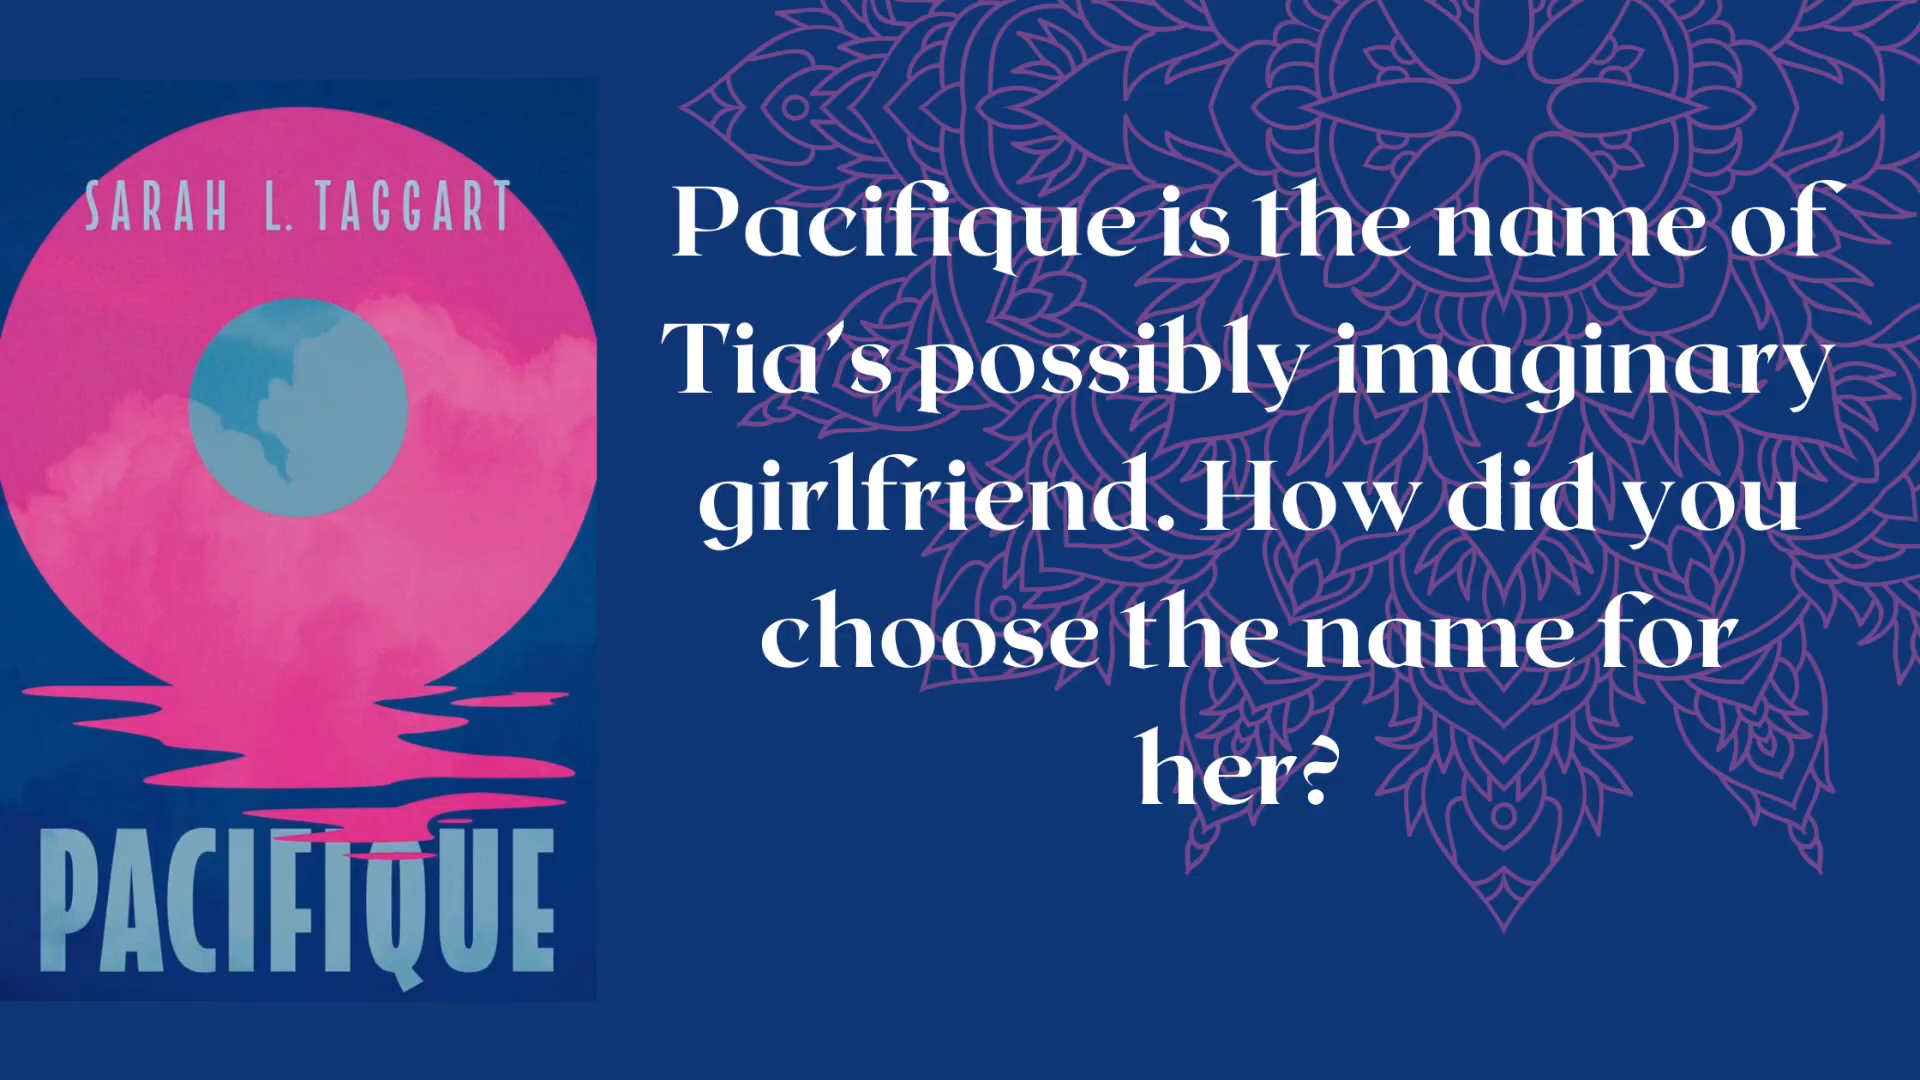 SARAH L. TAGGART
PACIFIQUE
Pacifique is the name of
Tia's possibly imaginary
girlfriend. How did you
choose the name for
her?